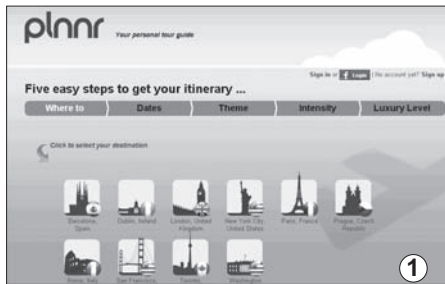 plnnr Your personal tour guide
Sign in or f Login | No account yet? Sign up
Five easy steps to get your itinerary ...
Where to Dates Theme Intensity Luxury Level
Click to select your destination
Barcelona, Dublin, Ireland London, United New York City, Paris, France Prague, Czech
Spain Kingdom United States Republic
Rome, Italy San Francisco, Toronto, Washington
1